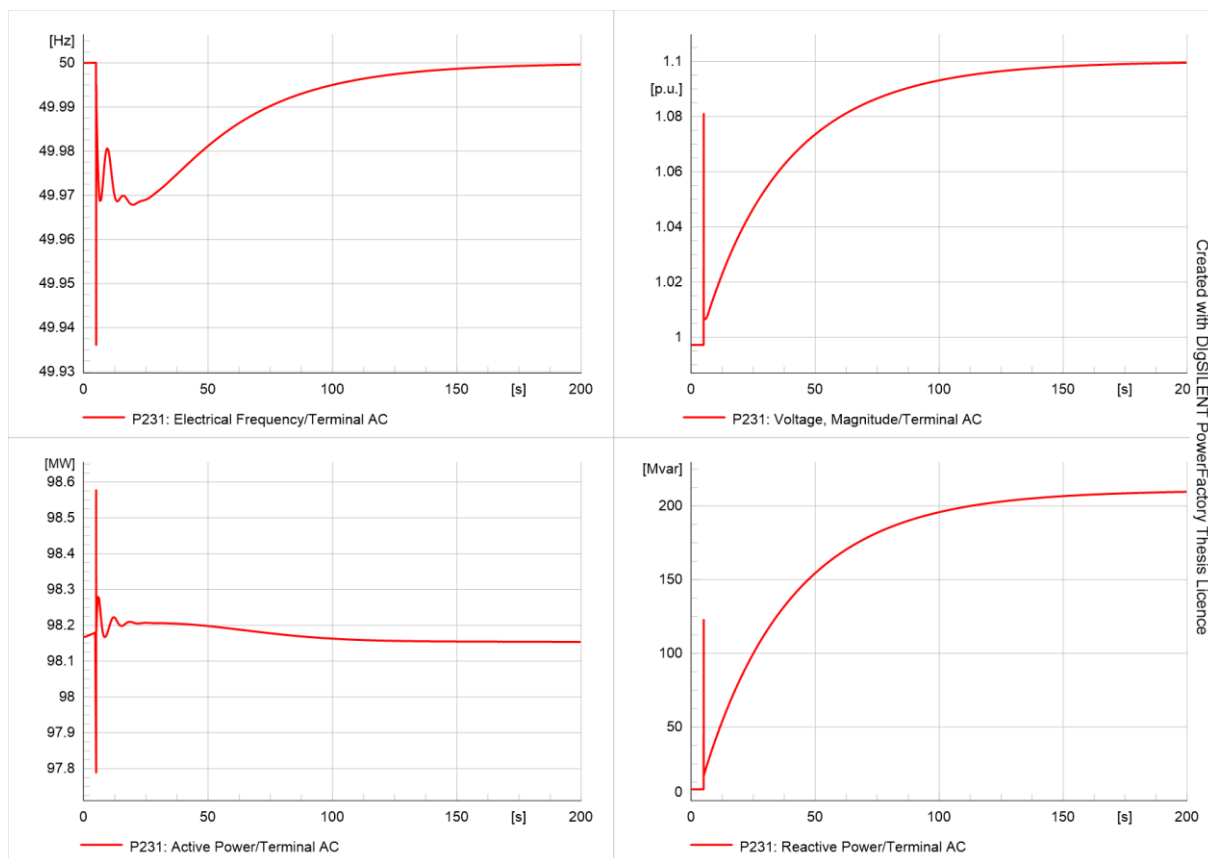 [Hz]
50
49.99
49.98
49.97
49.96
49.95
49.94
49.93
0 50 100 150 [s] 200
P231: Electrical Frequency/Terminal AC
1.1
[p.u.]
1.08
1.06
1.04
1.02
1
0 50 100 150 [s] 200
P231: Voltage, Magnitude/Terminal AC
[MW]
98.6
98.5
98.4
98.3
98.2
98.1
98
97.9
97.8
0 50 100 150 [s] 200
P231: Active Power/Terminal AC
[Mvar]
200
150
100
50
0
0 50 100 150 [s] 200
P231: Reactive Power/Terminal AC
Created with DIgSILENT PowerFactory Thesis Licence